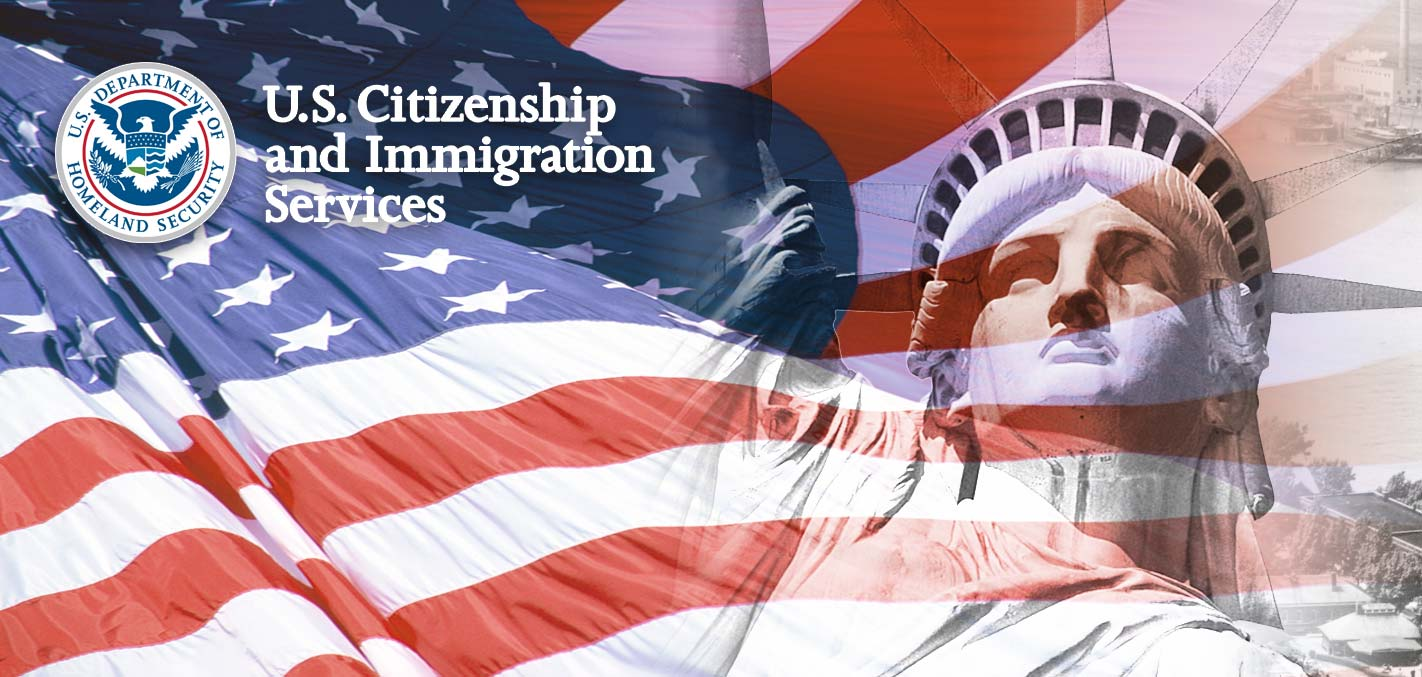 U.S. DEPARTMENT OF
HOMELAND SECURITY
U.S. Citizenship
and Immigration
Services